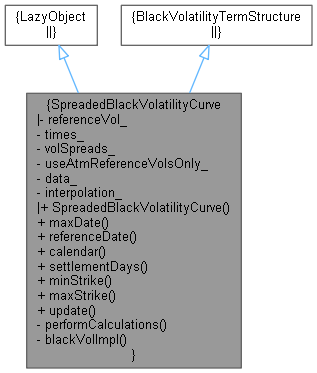 {LazyObject
||}
{BlackVolatilityTermStructure
||}
{SpreadedBlackVolatilityCurve
|- referenceVol_
- times_
- volSpreads_
- useAtmReferenceVolsOnly_
- data_
- interpolation_
|+ SpreadedBlackVolatilityCurve()
+ maxDate()
+ referenceDate()
+ calendar()
+ settlementDays()
+ minStrike()
+ maxStrike()
+ update()
- performCalculations()
- blackVolImpl()
}